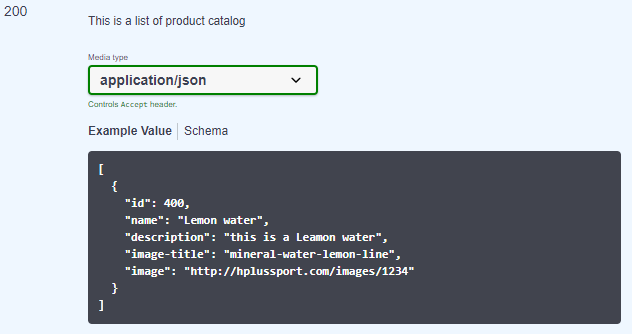 200
This is a list of product catalog
Media type
application/json
Controls Accept header.
Example Value Schema
[
{
"id": 400,
"name": "Lemon water",
"description": "this is a Leamon water",
"image-title": "mineral-water-lemon-line",
"image": "http://hplussport.com/images/1234"
}
]